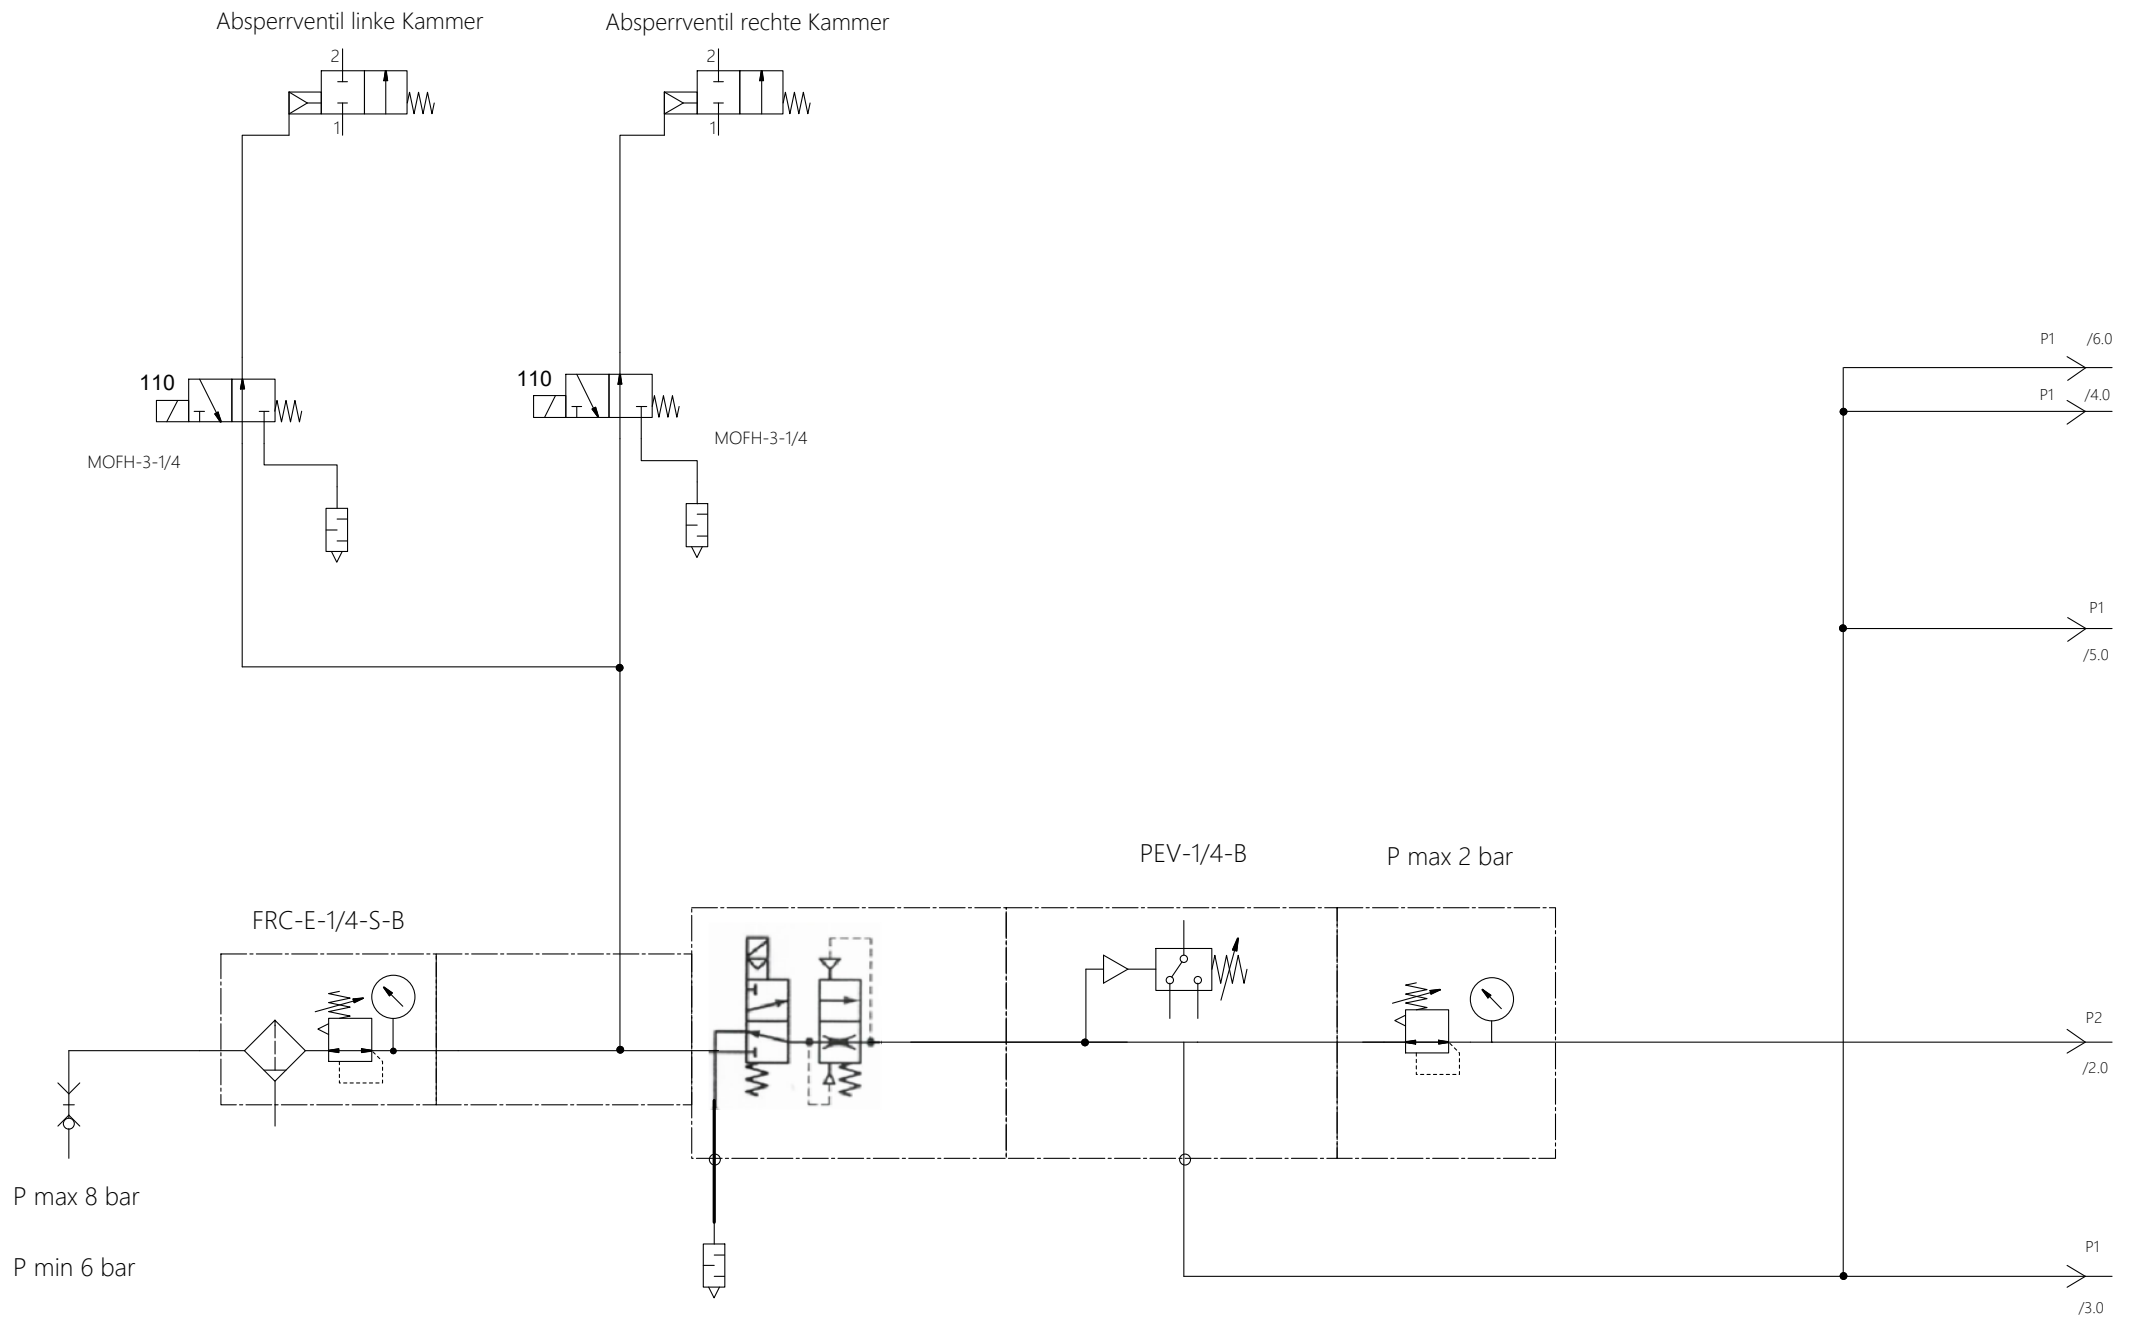 Absperrventil linke Kammer
Absperrventil rechte Kammer
2
1
2
1
110
MOFH-3-1/4
110
MOFH-3-1/4
P1 /6.0
P1 /4.0
P1
/5.0
PEV-1/4-B
P max 2 bar
FRC-E-1/4-S-B
P2
/2.0
P max 8 bar
P min 6 bar
P1
/3.0